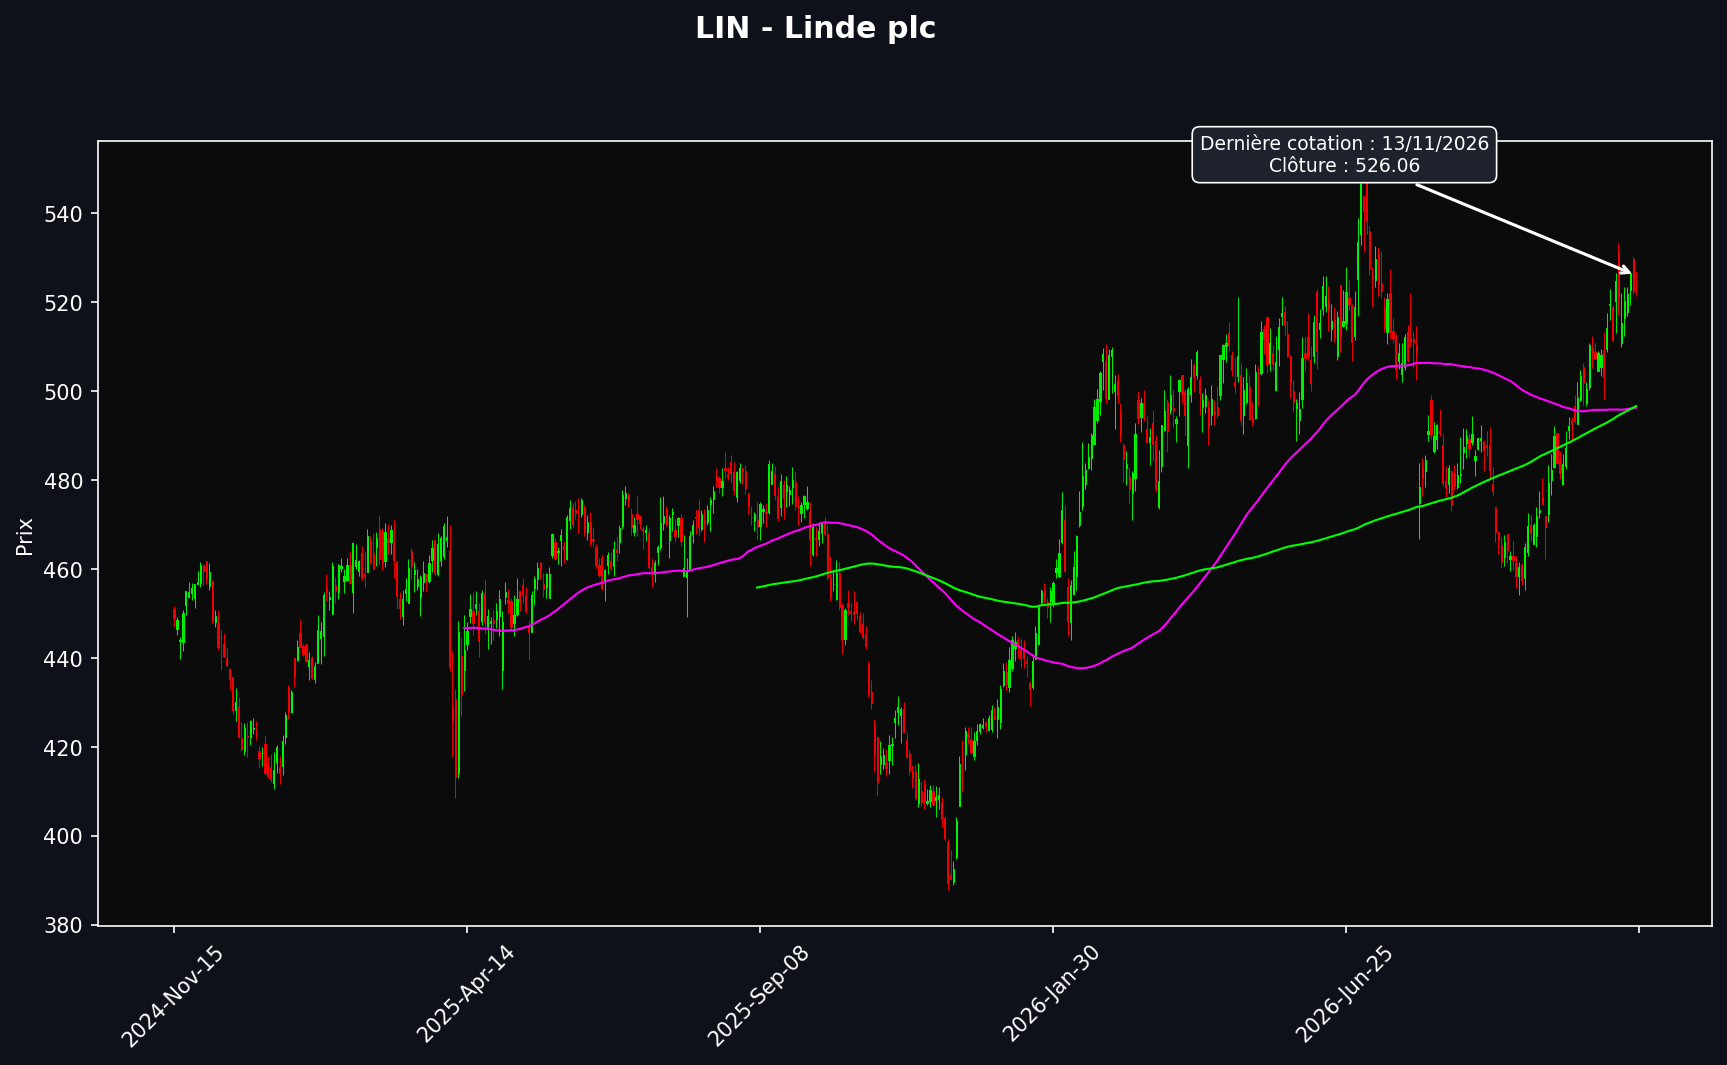 LIN - Linde plc
Dernière cotation : 13/11/2026
Clôture : 526.06
540
520
500
480
460
440
420
400
380
Prix
2024-Nov-15
2025-Apr-14
2025-Sep-08
2026-Jan-30
2026-Jun-25